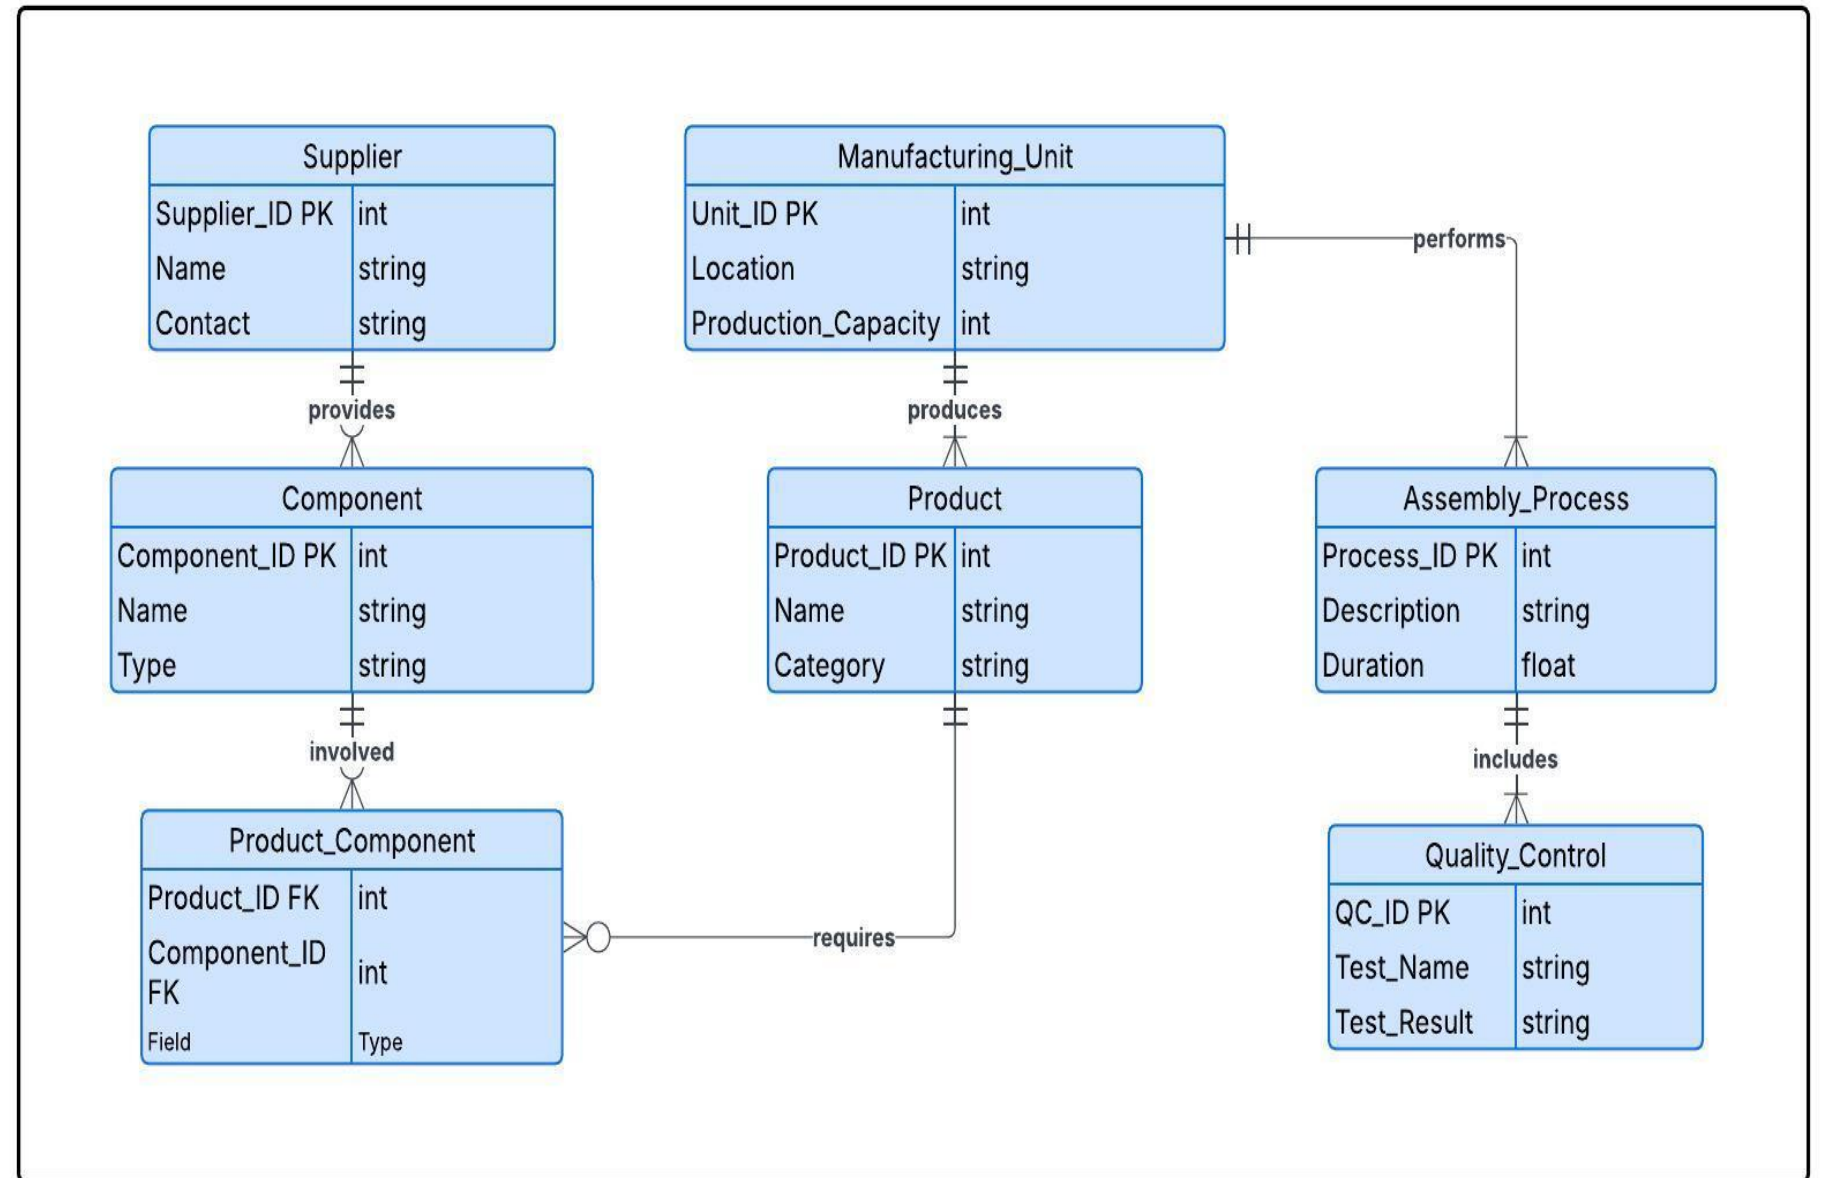 Supplier
Supplier_ID PK int
Name string
Contact string
Manufacturing_Unit
Unit_ID PK int
Location string
Production_Capacity int
performs
provides
produces
Component
Component_ID PK int
Name string
Type string
Product
Product_ID PK int
Name string
Category string
Assembly_Process
Process_ID PK int
Description string
Duration float
involved
includes
Product_Component
Product_ID FK int
Component_ID
FK int
Field Type
requires
Quality_Control
QC_ID PK int
Test_Name string
Test_Result string